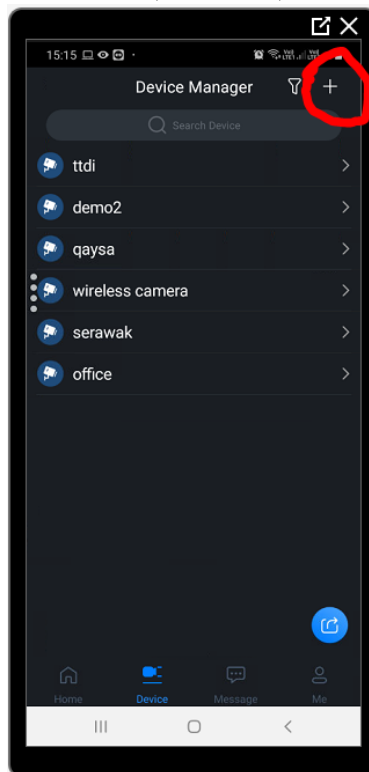 15:15
Device Manager
Search Device
ttdi
demo2
qaysa
wireless camera
serawak
office
Home
Device
Message
Me